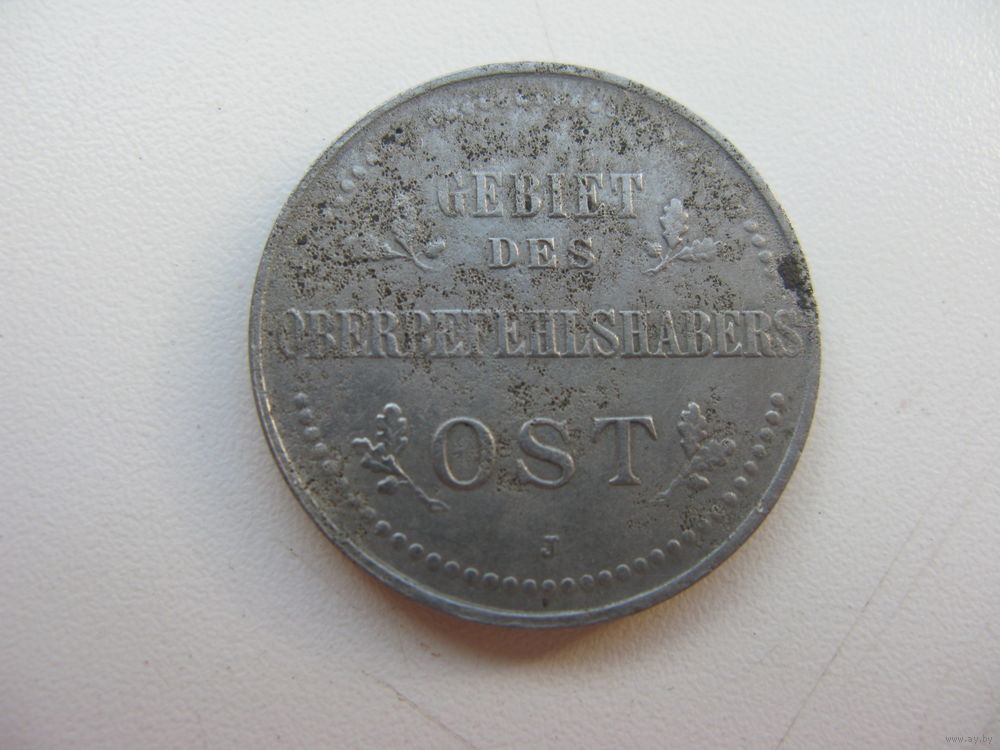 GEBIET
DES
OBERBEFEHLSHABERS
OST
J
www.ay.by